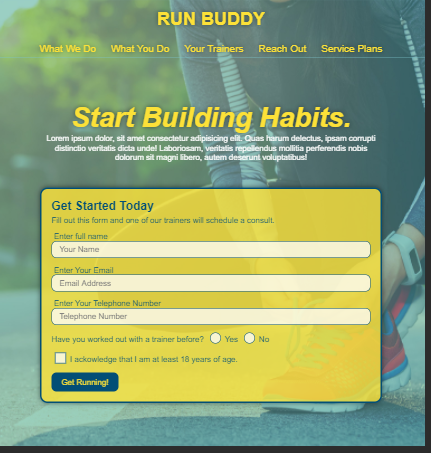 RUN BUDDY
What We Do What You Do Your Trainers Reach Out Service Plans
Start Building Habits.
Lorem ipsum dolor, sit amet consectetur adipisicing elit. Quas harum delectus, ipsam corrupti
distinctio veritatis dicta unde! Laboriosam, veritatis repellendus mollitia perferendis nobis
dolorum sit magni libero, autem deserunt voluptatibus!
Get Started Today
Fill out this form and one of our trainers will schedule a consult.
Enter full name
Your Name
Enter Your Email
Email Address
Enter Your Telephone Number
Telephone Number
Have you worked out with a trainer before? Yes No
I ackowledge that I am at least 18 years of age.
Get Running!